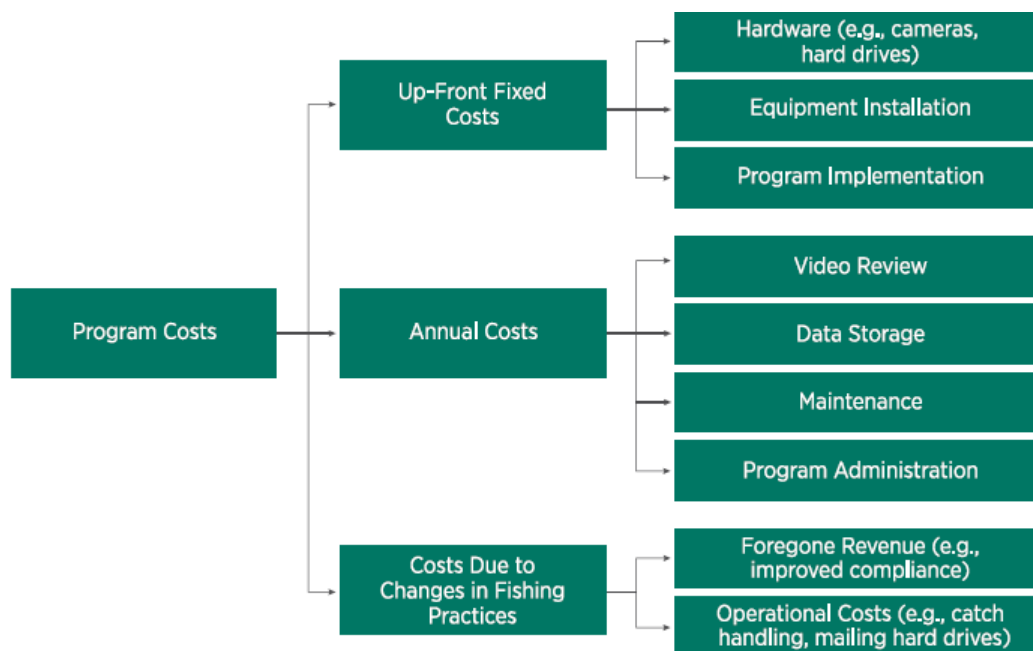 Program Costs
Up-Front Fixed
Costs
Hardware (e.g., cameras,
hard drives)
Equipment Installation
Program Implementation
Annual Costs
Video Review
Data Storage
Maintenance
Program Administration
Costs Due to
Changes in Fishing
Practices
Foregone Revenue (e.g.,
improved compliance)
Operational Costs (e.g., catch
handling, mailing hard drives)